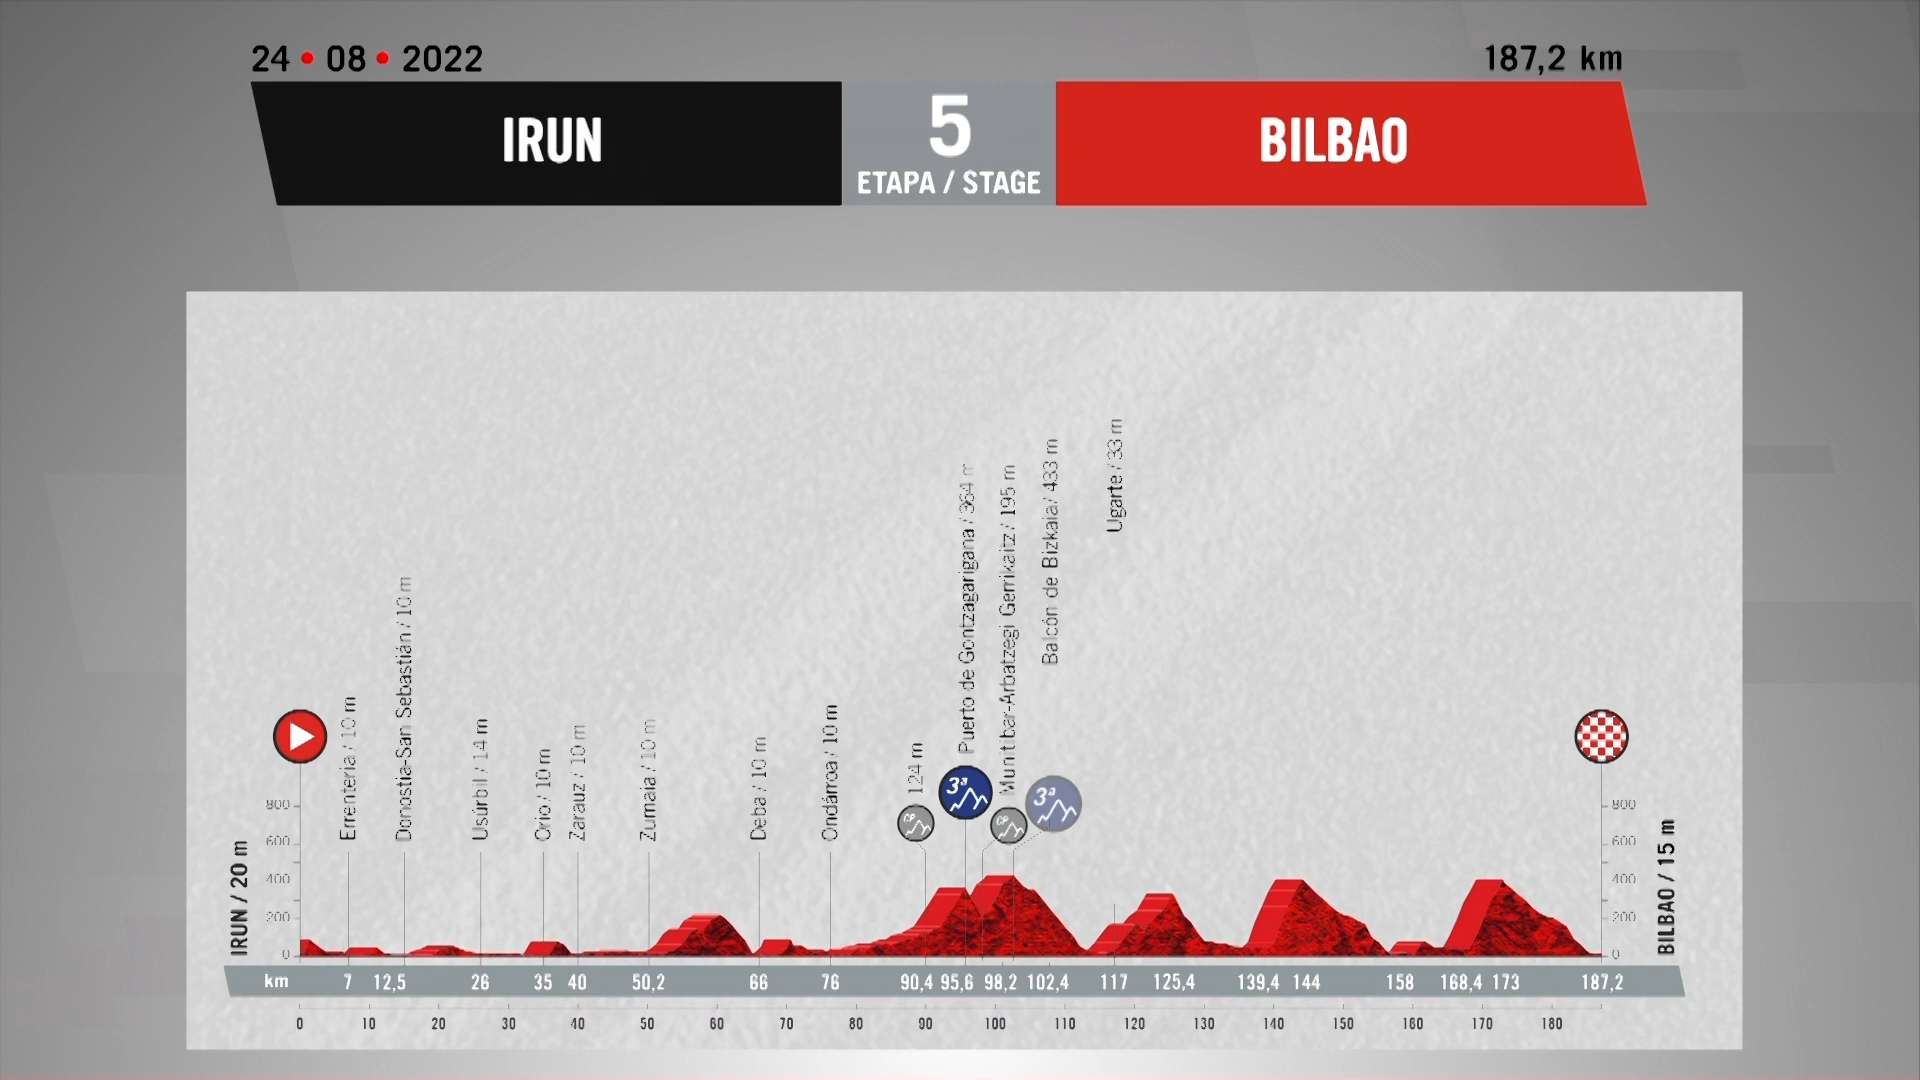 24 • 08 • 2022
187,2 km
IRUN
5
ETAPA / STAGE
BILBAO
IRUN / 20 m
Errenteria / 10 m
Donostia-San Sebastián / 10 m
Usúrbil / 14 m
Orio / 10 m
Zarauz / 10 m
Zumaia / 10 m
Deba / 10 m
Ondárroa / 10 m
124 m
Puerto de Gontzagarigana / 364 m
Munitibar-Arbatzegi Gerrikaitz / 195 m
Balcón de Bizkaia / 433 m
Ugarte / 33 m
BILBAO / 15 m
CP
3ª
CP
3ª
800
600
400
200
0
800
600
400
200
0
km 7 12,5 26 35 40 50,2 66 76 90,4 95,6 98,2 102,4 117 125,4 139,4 144 158 168,4 173 187,2
0 10 20 30 40 50 60 70 80 90 100 110 120 130 140 150 160 170 180